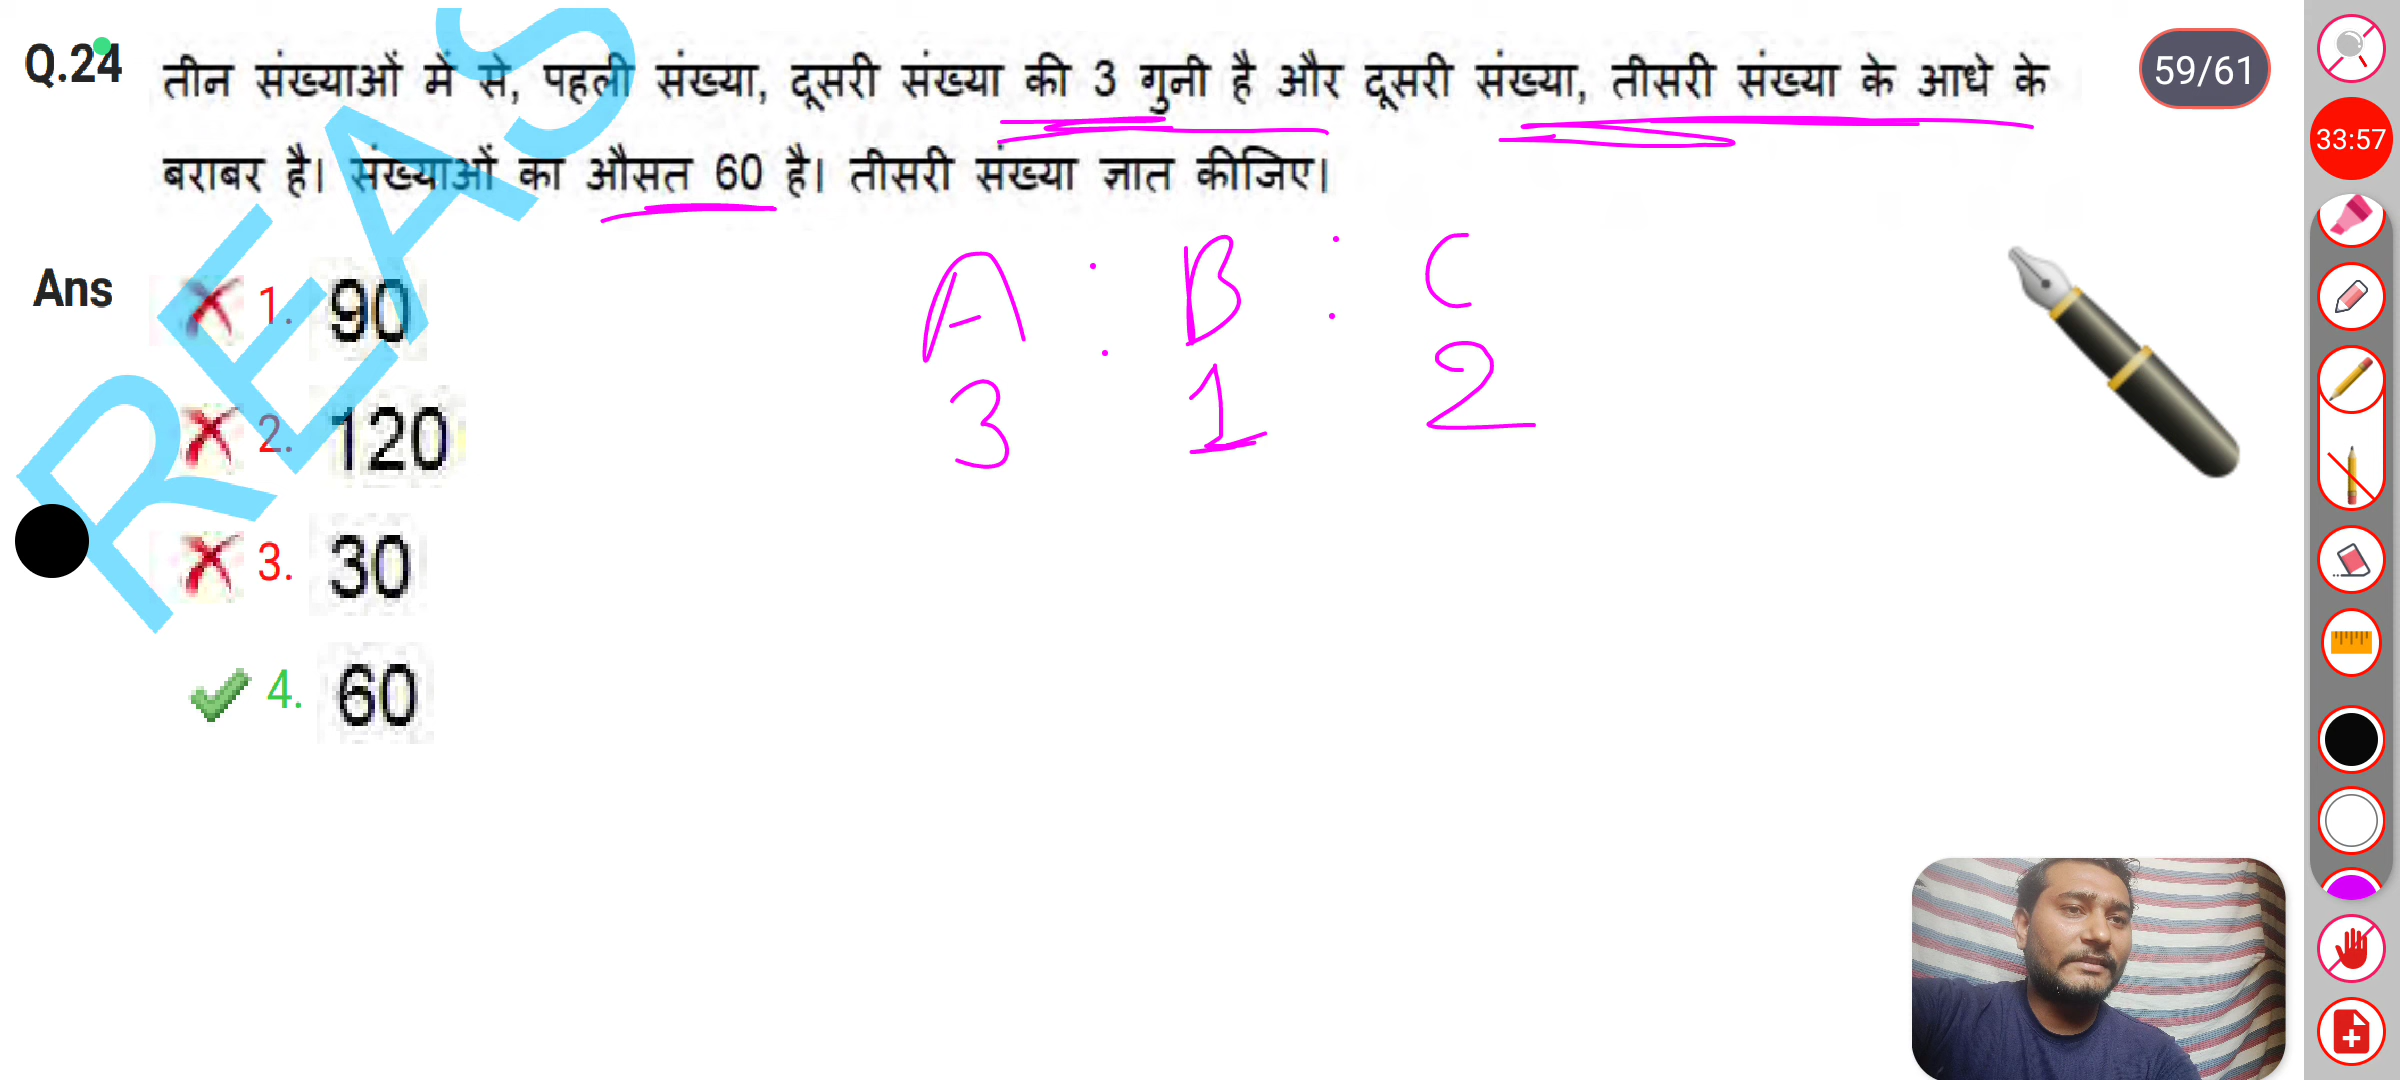 Q.24 तीन संख्याओं में से, पहली संख्या, दूसरी संख्या की 3 गुनी है और दूसरी संख्या, तीसरी संख्या के आधे के
बराबर है। संख्याओं का औसत 60 है। तीसरी संख्या ज्ञात कीजिए।
59/61
33:57
Ans 1. 90
2. 120
3. 30
4. 60
A : B : C
3 1 2
REAS